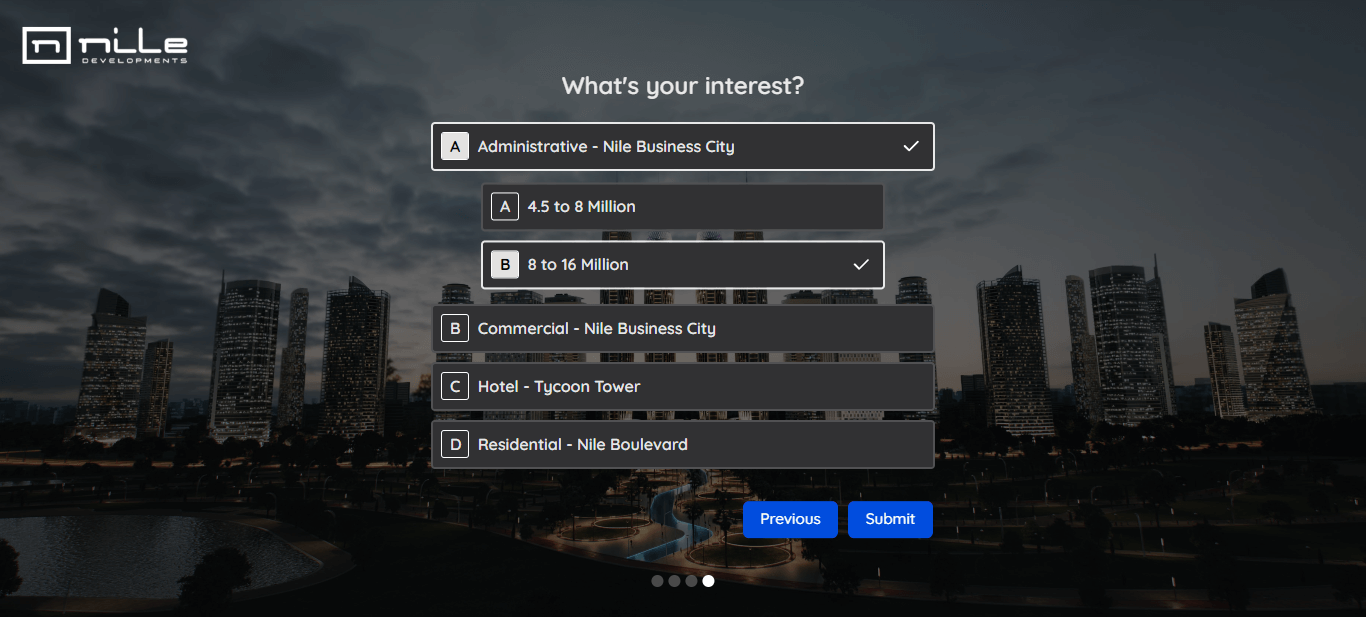 n nille
DEVELOPMENTS
What's your interest?
A Administrative - Nile Business City
A 4.5 to 8 Million
B 8 to 16 Million
B Commercial - Nile Business City
C Hotel - Tycoon Tower
D Residential - Nile Boulevard
Previous Submit